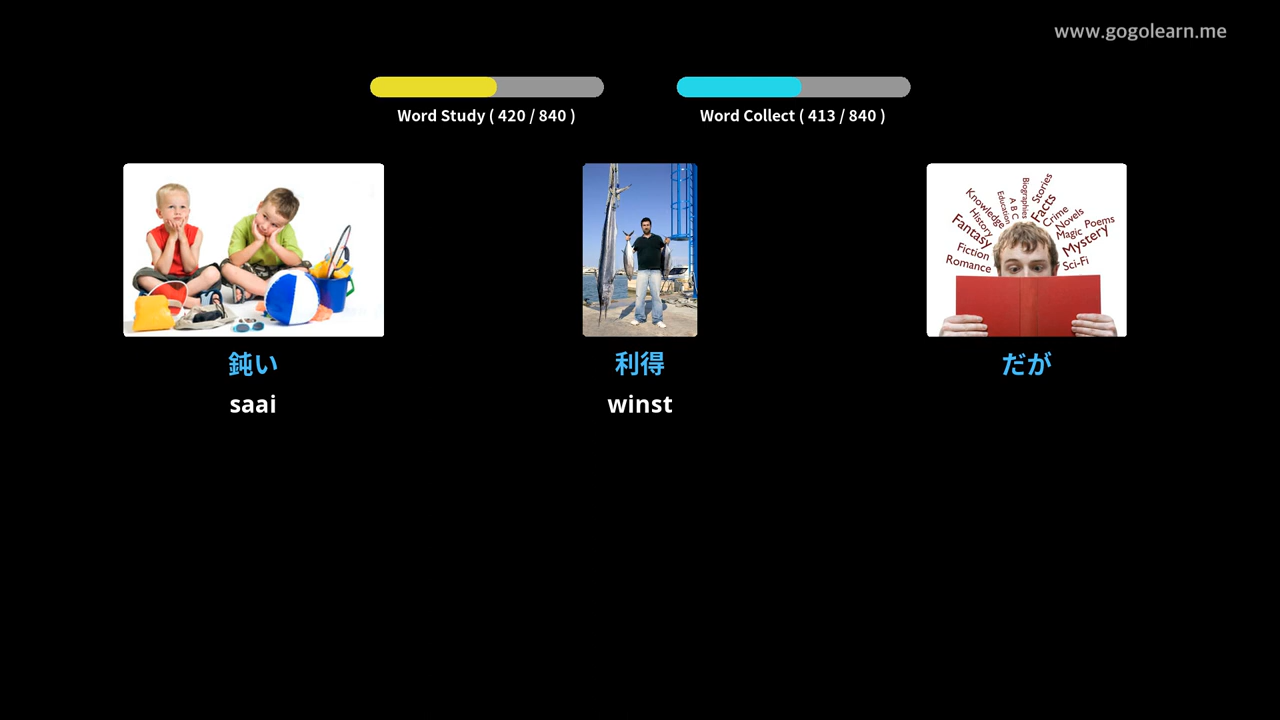 www.gogolearn.me
Word Study ( 420 / 840 )
Word Collect ( 413 / 840 )
Knowledge
History
Fantasy
Fiction
Romance
Education
A B C
Biographies
Stories
Facts
Crime
Novels
Magic
Poems
Mystery
Sci-Fi
鈍い
利得
だが
saai
winst